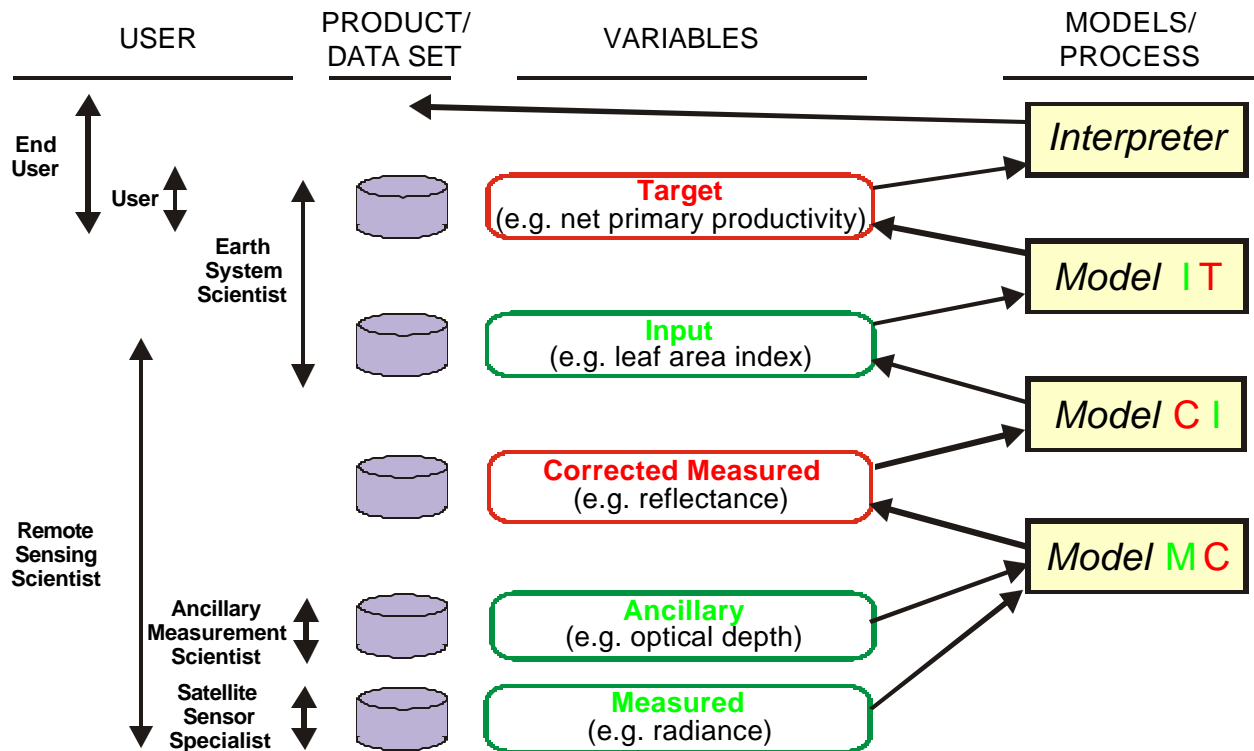 USER
PRODUCT/
DATA SET
VARIABLES
MODELS/
PROCESS
End
User
User
Earth
System
Scientist
Remote
Sensing
Scientist
Ancillary
Measurement
Scientist
Satellite
Sensor
Specialist
Target
(e.g. net primary productivity)
Input
(e.g. leaf area index)
Corrected Measured
(e.g. reflectance)
Ancillary
(e.g. optical depth)
Measured
(e.g. radiance)
Interpreter
Model I T
Model C I
Model M C